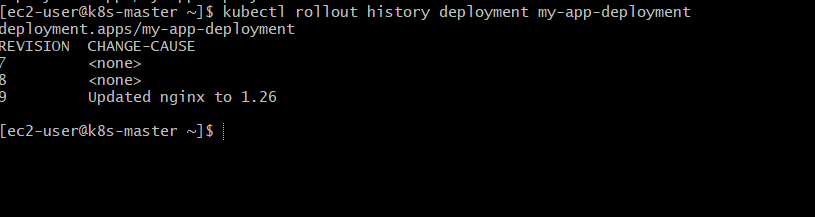 [ec2-user@k8s-master ~]$ kubectl rollout history deployment my-app-deployment
deployment.apps/my-app-deployment
REVISION  CHANGE-CAUSE
7         <none>
8         <none>
9         Updated nginx to 1.26
[ec2-user@k8s-master ~]$